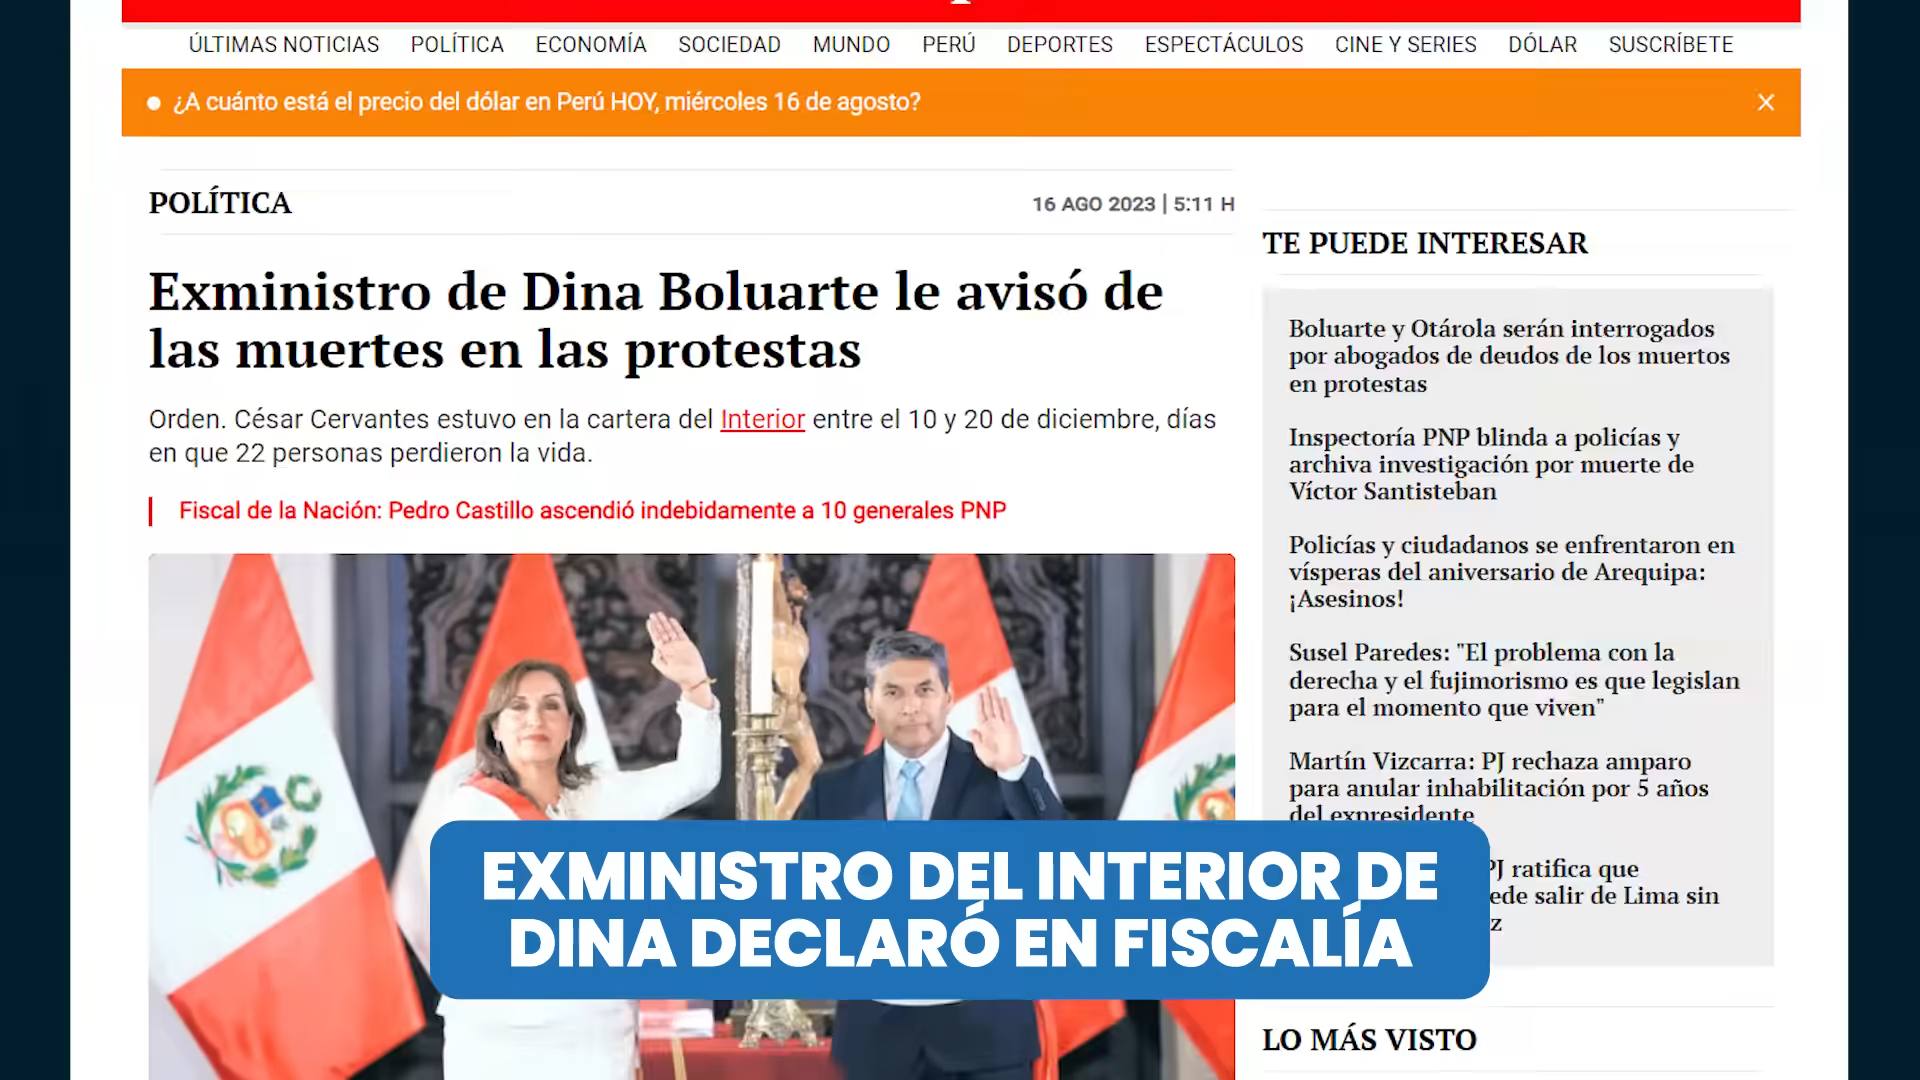 ÚLTIMAS NOTICIAS POLÍTICA ECONOMÍA SOCIEDAD MUNDO PERÚ DEPORTES ESPECTÁCULOS CINE Y SERIES DÓLAR SUSCRÍBETE
¿A cuánto está el precio del dólar en Perú HOY, miércoles 16 de agosto?
POLÍTICA
16 AGO 2023 | 5:11 H
Exministro de Dina Boluarte le avisó de
las muertes en las protestas
Orden. César Cervantes estuvo en la cartera del Interior entre el 10 y 20 de diciembre, días
en que 22 personas perdieron la vida.
Fiscal de la Nación: Pedro Castillo ascendió indebidamente a 10 generales PNP
TE PUEDE INTERESAR
Boluarte y Otárola serán interrogados
por abogados de deudos de los muertos
en protestas
Inspectoría PNP blinda a policías y
archiva investigación por muerte de
Víctor Santisteban
Policías y ciudadanos se enfrentaron en
vísperas del aniversario de Arequipa:
¡Asesinos!
Susel Paredes: "El problema con la
derecha y el fujimorismo es que legislan
para el momento que viven"
Martín Vizcarra: PJ rechaza amparo
para anular inhabilitación por 5 años
del expresidente
PJ ratifica que
salir de Lima sin
LO MÁS VISTO
EXMINISTRO DEL INTERIOR DE
DINA DECLARÓ EN FISCALÍA